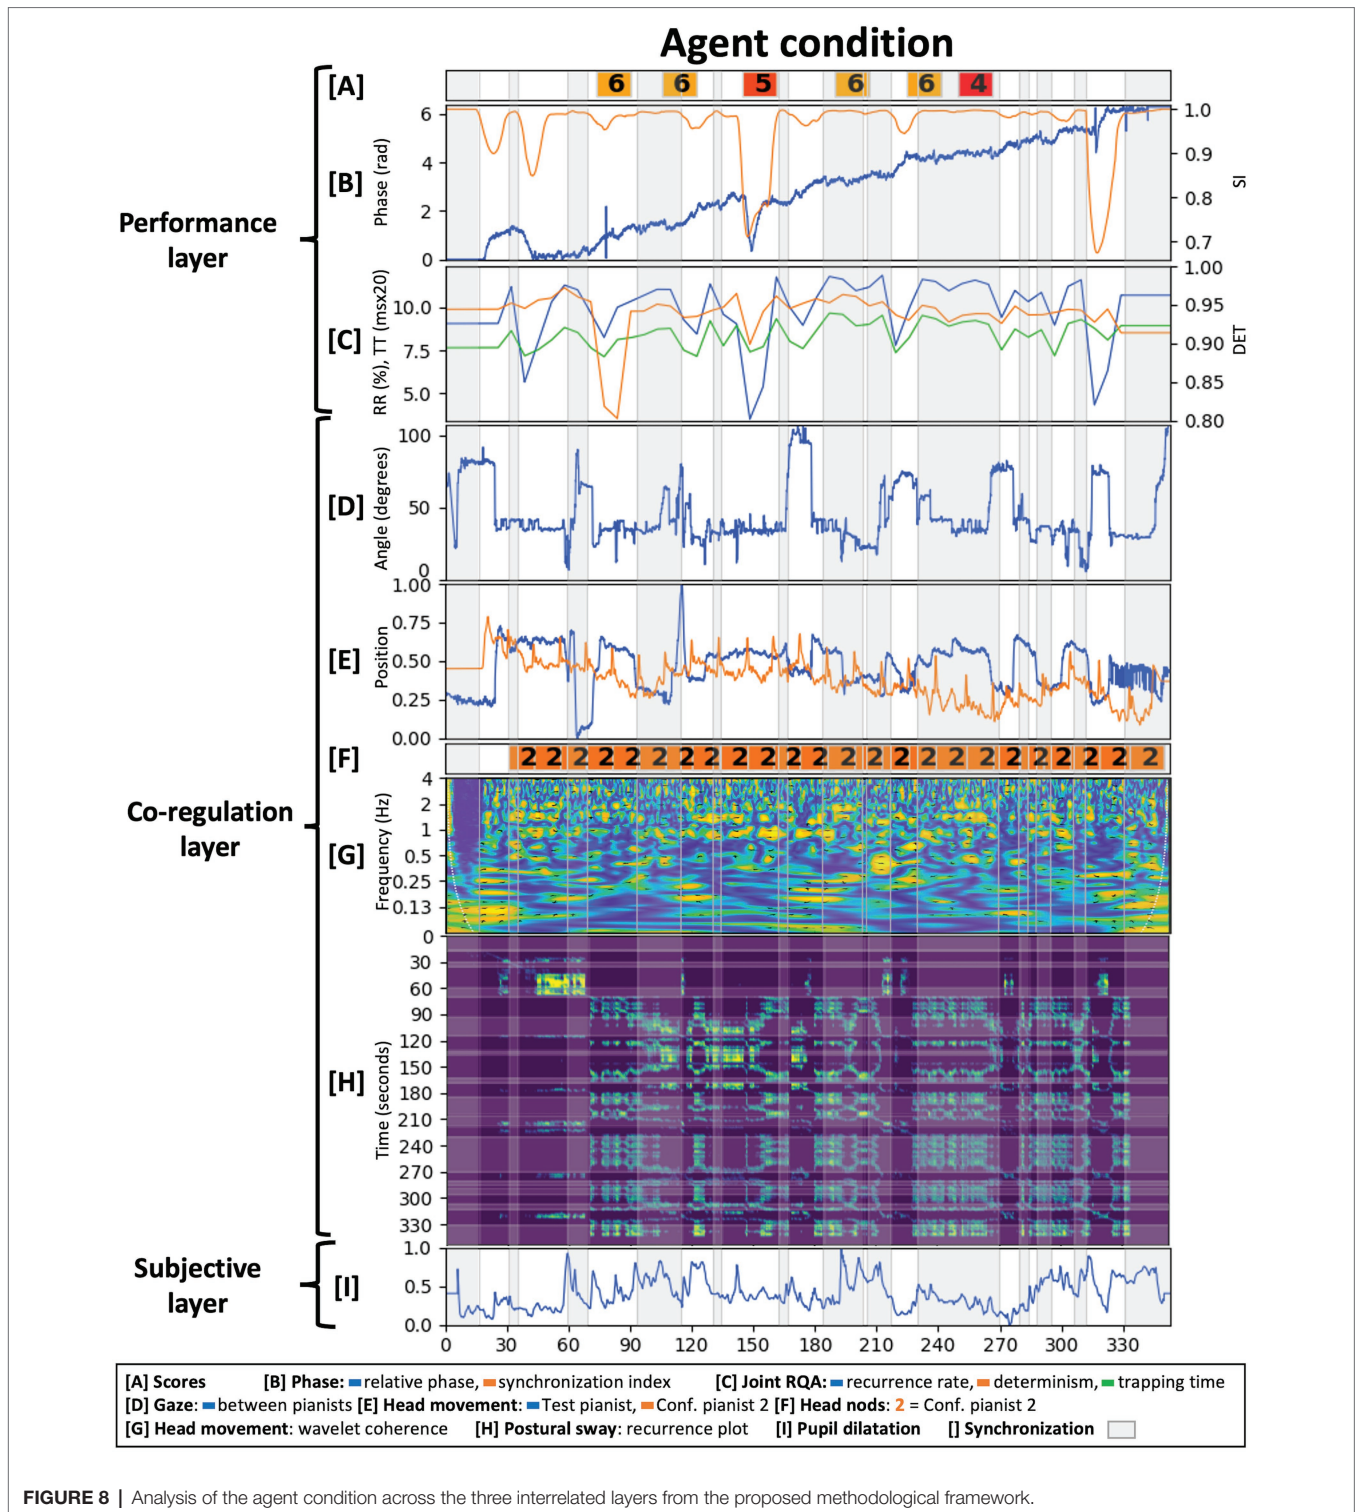 Agent condition
Performance
layer
[A]
6 6 5 6 6 4
[B]
Phase (rad)
6
4
2
0
1.0
0.9
0.8
0.7
SI
[C]
RR (%), TT (msx20)
10.0
7.5
5.0
1.00
0.95
0.90
0.85
0.80
DET
Co-regulation
layer
[D]
Angle (degrees)
100
50
0
[E]
Position
1.00
0.75
0.50
0.25
0.00
[F]
2 2 2 2 2 2 2 2 2 2 2 2 2 2 2 2 2 2 2 2 2 2 2 2
[G]
Frequency (Hz)
4
2
1
0.5
0.25
0.13
[H]
Time (seconds)
0
30
60
90
120
150
180
210
240
270
300
330
Subjective
layer
[I]
1.0
0.5
0.0
0 30 60 90 120 150 180 210 240 270 300 330
[A] Scores [B] Phase: relative phase, synchronization index [C] Joint RQA: recurrence rate, determinism, trapping time
[D] Gaze: between pianists [E] Head movement: Test pianist, Conf. pianist 2 [F] Head nods: 2 = Conf. pianist 2
[G] Head movement: wavelet coherence [H] Postural sway: recurrence plot [I] Pupil dilatation [] Synchronization
FIGURE 8 | Analysis of the agent condition across the three interrelated layers from the proposed methodological framework.